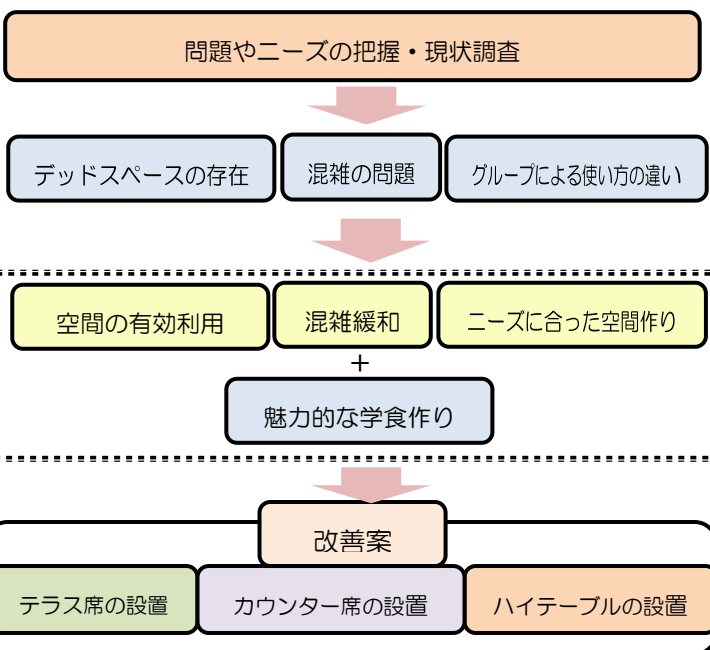 問題やニーズの把握・現状調査
デッドスペースの存在
混雑の問題
グループによる使い方の違い
空間の有効利用
混雑緩和
ニーズに合った空間作り
+
魅力的な学食作り
改善案
テラス席の設置
カウンター席の設置
ハイテーブルの設置